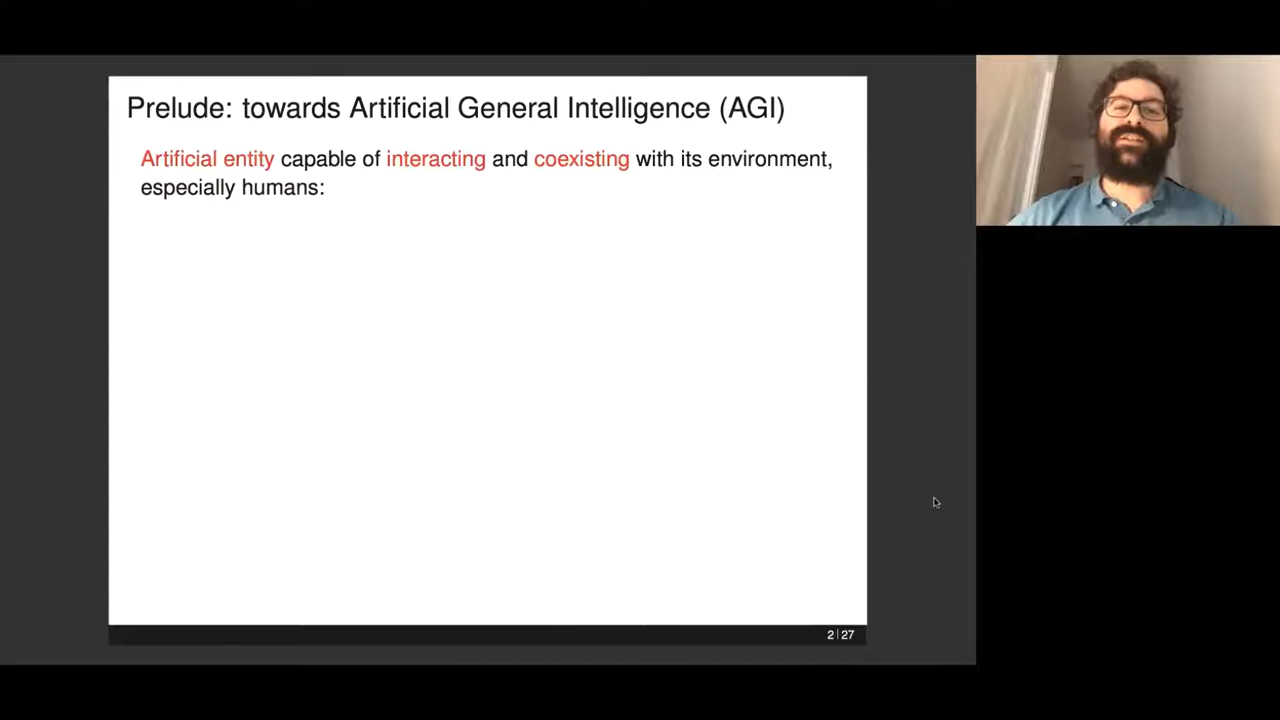 Prelude: towards Artificial General Intelligence (AGI)
Artificial entity capable of interacting and coexisting with its environment,
especially humans:
2 | 27